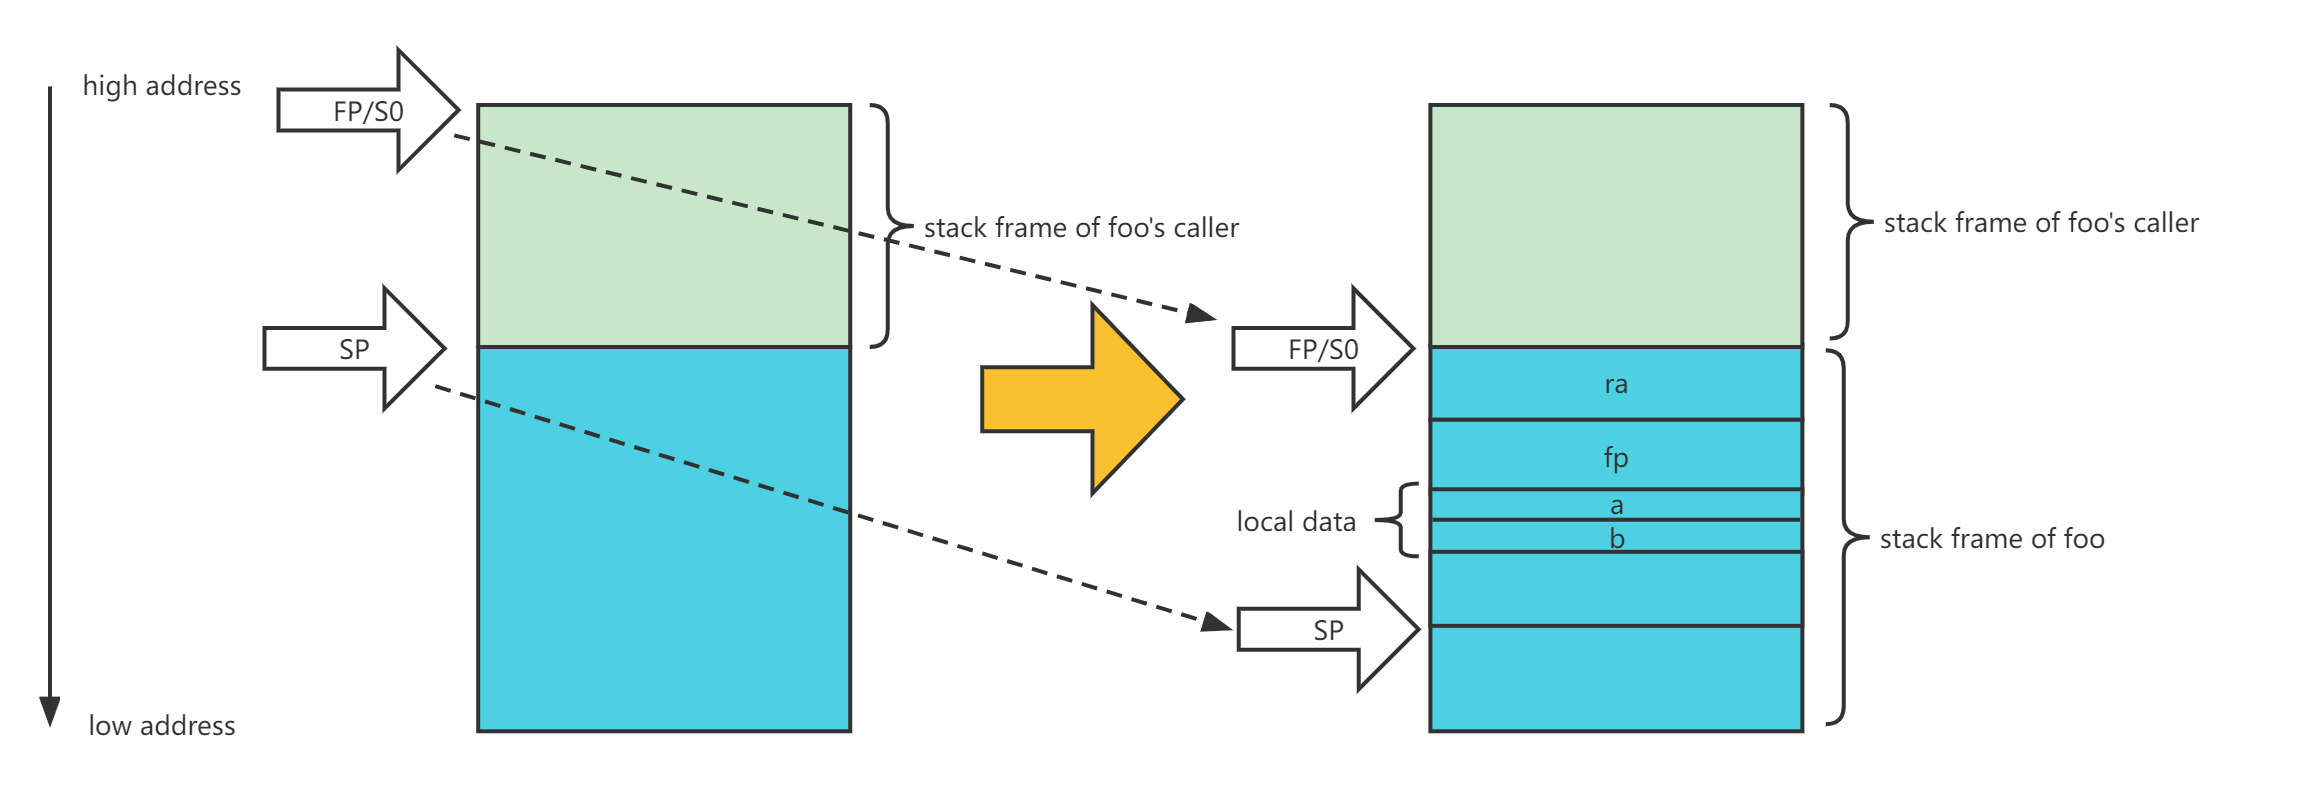 high address
FP/S0
stack frame of foo's caller
stack frame of foo's caller
SP
FP/S0
ra
fp
a
local data
b
stack frame of foo
SP
low address